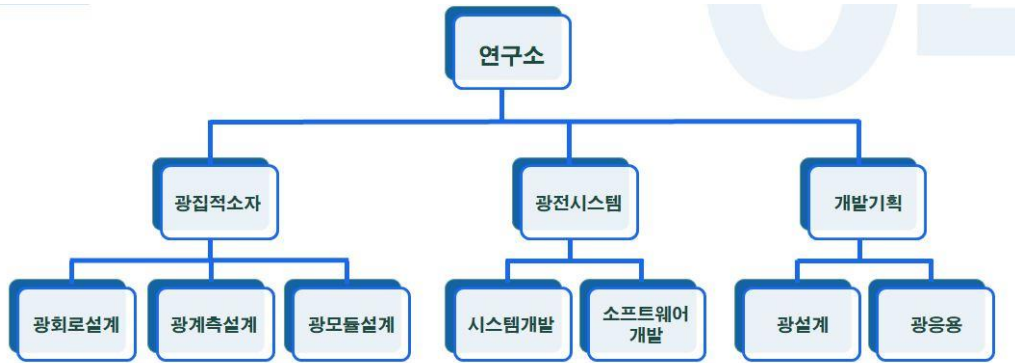 연구소
광집적소자
광전시스템
개발기획
광회로설계
광계측설계
광모듈설계
시스템개발
소프트웨어
개발
광설계
광응용